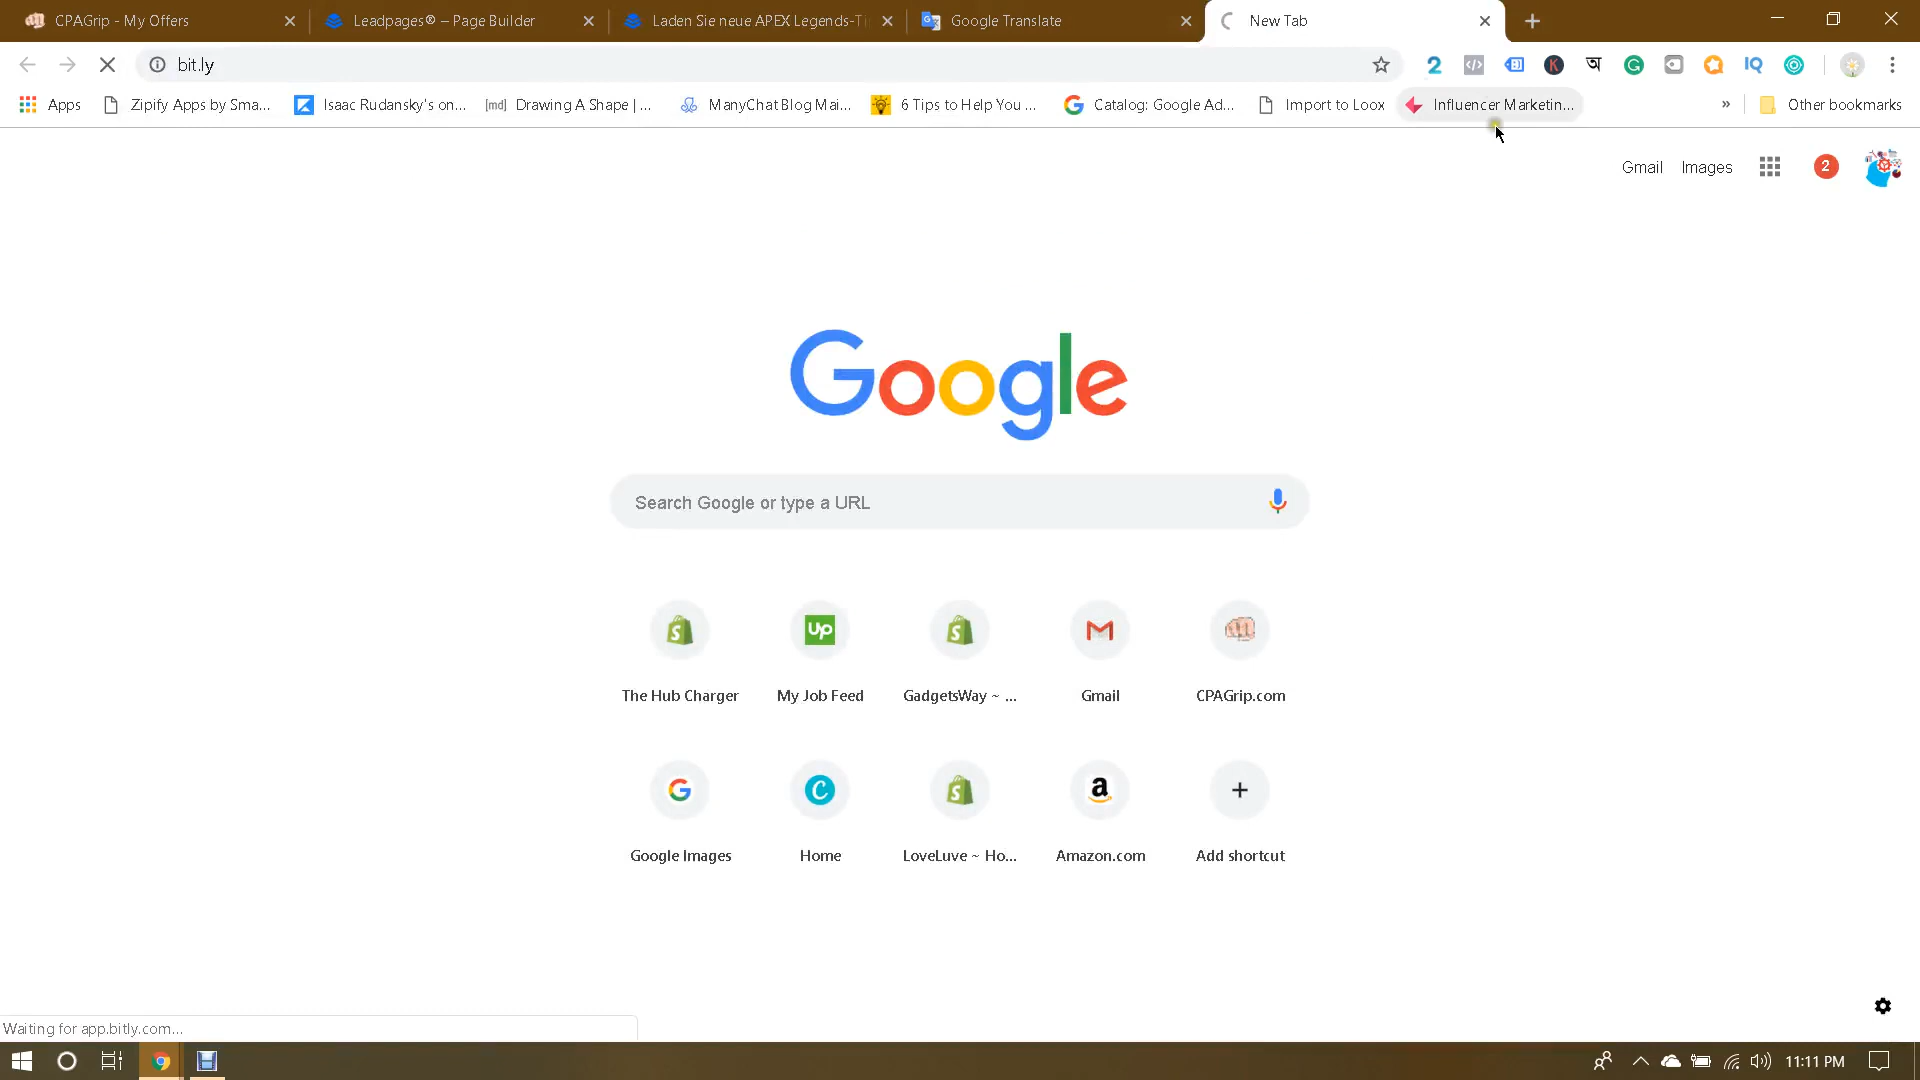 CPAGrip - My Offers
Leadpages® – Page Builder
Laden Sie neue APEX Legends-Ti
Google Translate
New Tab
bit.ly
Apps
Zipify Apps by Sma...
Isaac Rudansky's on...
[md] Drawing A Shape | ...
ManyChat Blog Mai...
6 Tips to Help You ...
Catalog: Google Ad...
Import to Loox
Influencer Marketin...
»
Other bookmarks
Gmail
Images
2
Google
Search Google or type a URL
The Hub Charger
My Job Feed
GadgetsWay ~ ...
Gmail
CPAGrip.com
Google Images
Home
LoveLuve ~ Ho...
Amazon.com
Add shortcut
Waiting for app.bitly.com...
11:11 PM